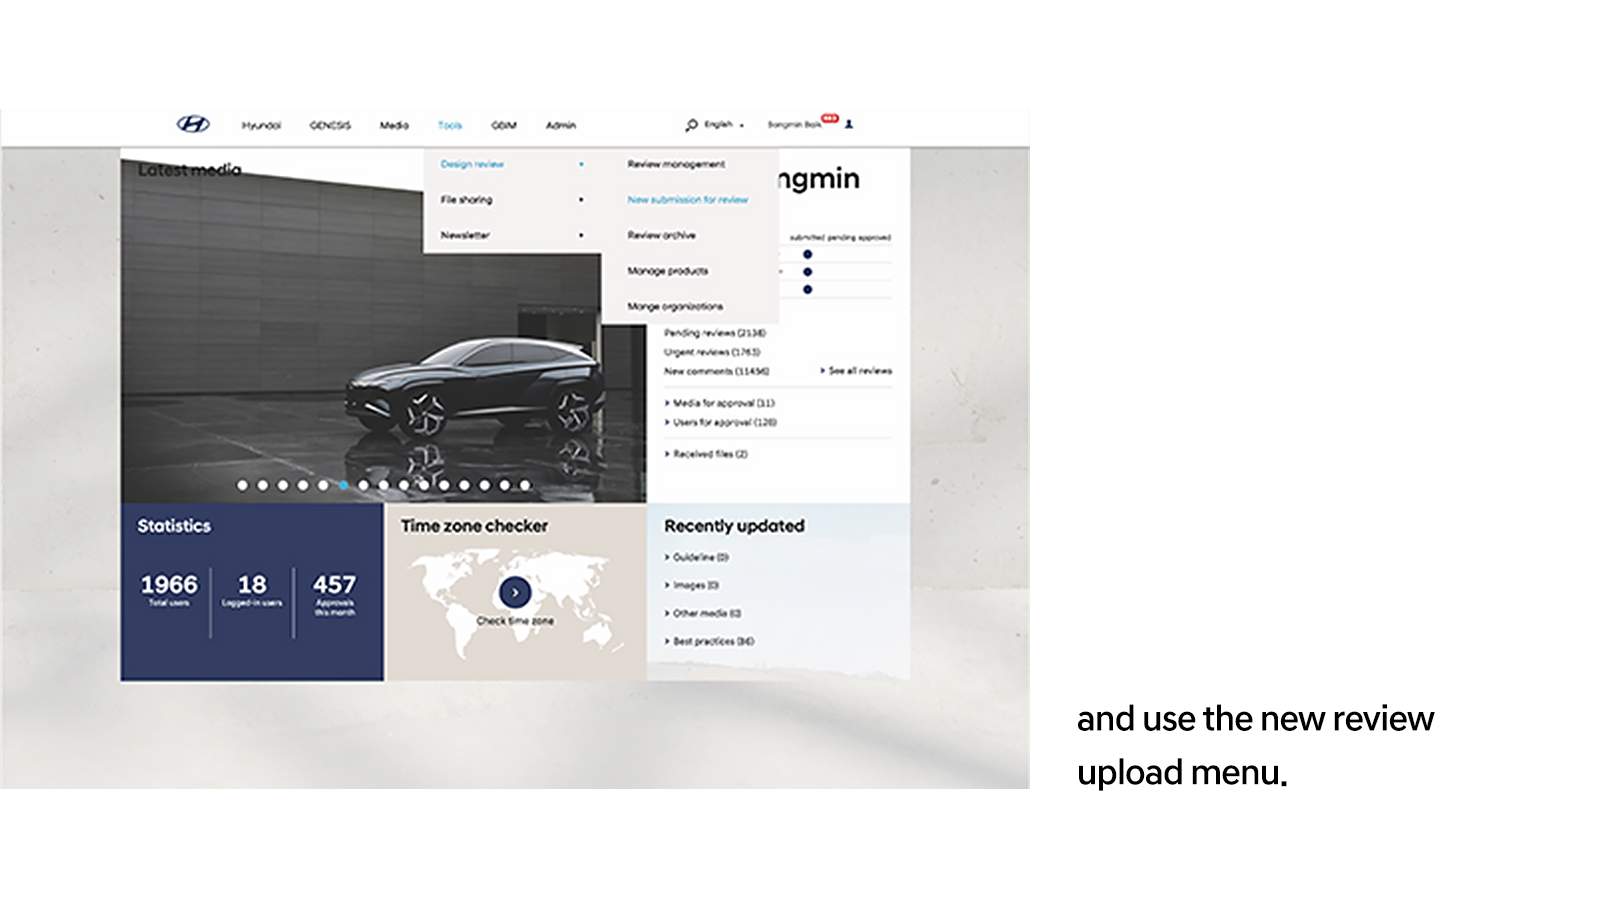 Hyundai GENESIS Media Tools GBIM Admin English Sangmin Baik
Latest media
Design review
File sharing
Newsletter
Review management
New submission for review
Review archive
Manage products
Mange organizations
ngmin
submitted pending approved
Pending reviews (2138)
Urgent reviews (1763)
New comments (11456)
See all reviews
Media for approval (11)
Users for approval (128)
Received files (2)
Statistics
1966
Total users
18
Logged-in users
457
Approvals
this month
Time zone checker
Check time zone
Recently updated
Guideline (0)
Images (0)
Other media (0)
Best practices (86)
and use the new review
upload menu.